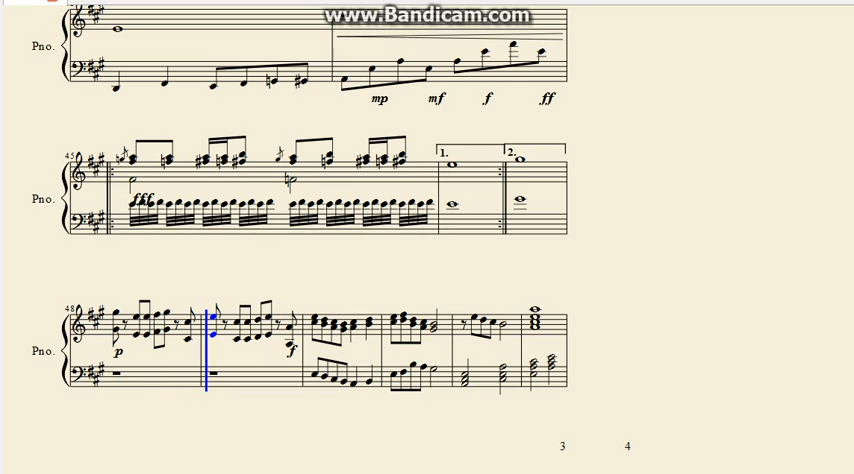 www.Bandicam.com
Pno.
mp mf f ff
45
1. 2.
Pno.
fff
48
Pno.
p f
3 4